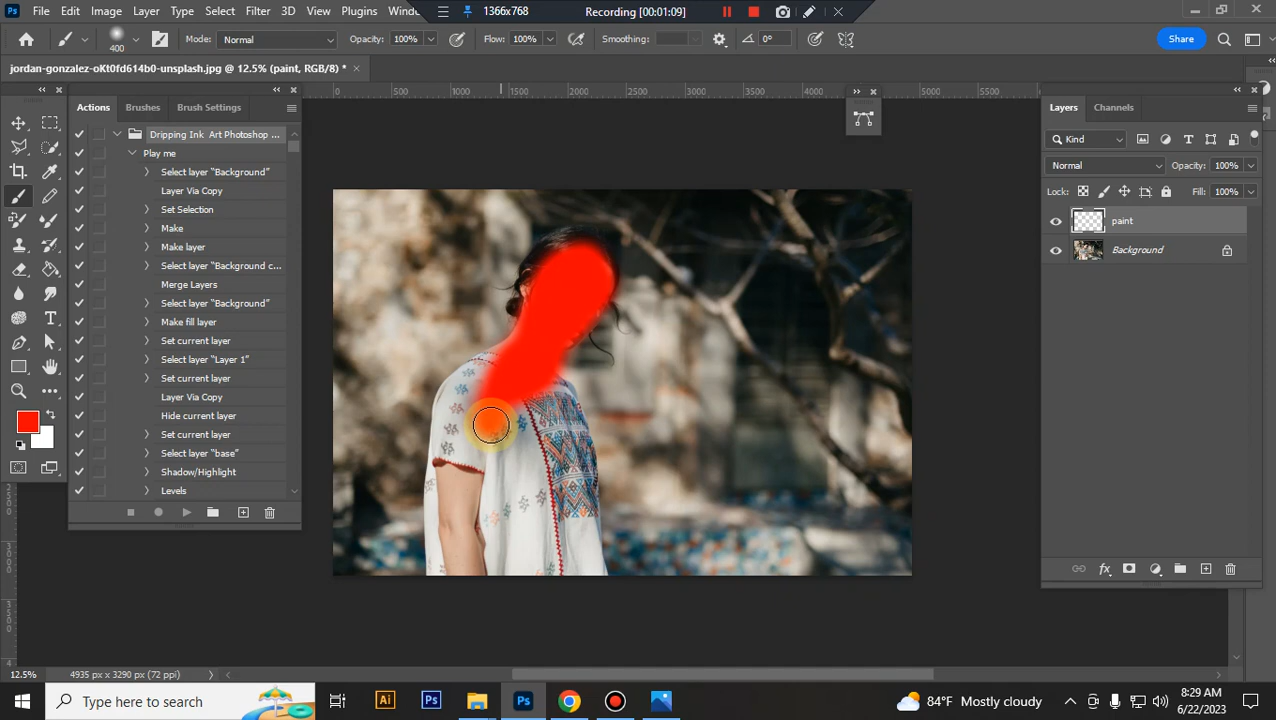 Ps
File Edit Image Layer Type Select Filter 3D View Plugins Windo
1366x768 Recording [00:01:09]
400
Mode: Normal Opacity: 100% Flow: 100% Smoothing: 0° Share
jordan-gonzalez-oKt0fd614b0-unsplash.jpg @ 12.5% (paint, RGB/8) *
0 500 1000 1500 2000 2500 3000 3500 4000 5000 5500
Actions Brushes Brush Settings
Dripping Ink Art Photoshop ...
Play me
Select layer “Background”
Layer Via Copy
Set Selection
Make
Make layer
Select layer “Background c...
Merge Layers
Select layer “Background”
Make fill layer
Set current layer
Select layer “Layer 1”
Set current layer
Layer Via Copy
Hide current layer
Set current layer
Select layer “base”
Shadow/Highlight
Levels
Layers Channels
Kind
Normal Opacity: 100%
Lock: Fill: 100%
paint
Background
12.5% 4935 px x 3290 px (72 ppi)
Type here to search
Ai Ps Ps
84°F Mostly cloudy
8:29 AM
6/22/2023